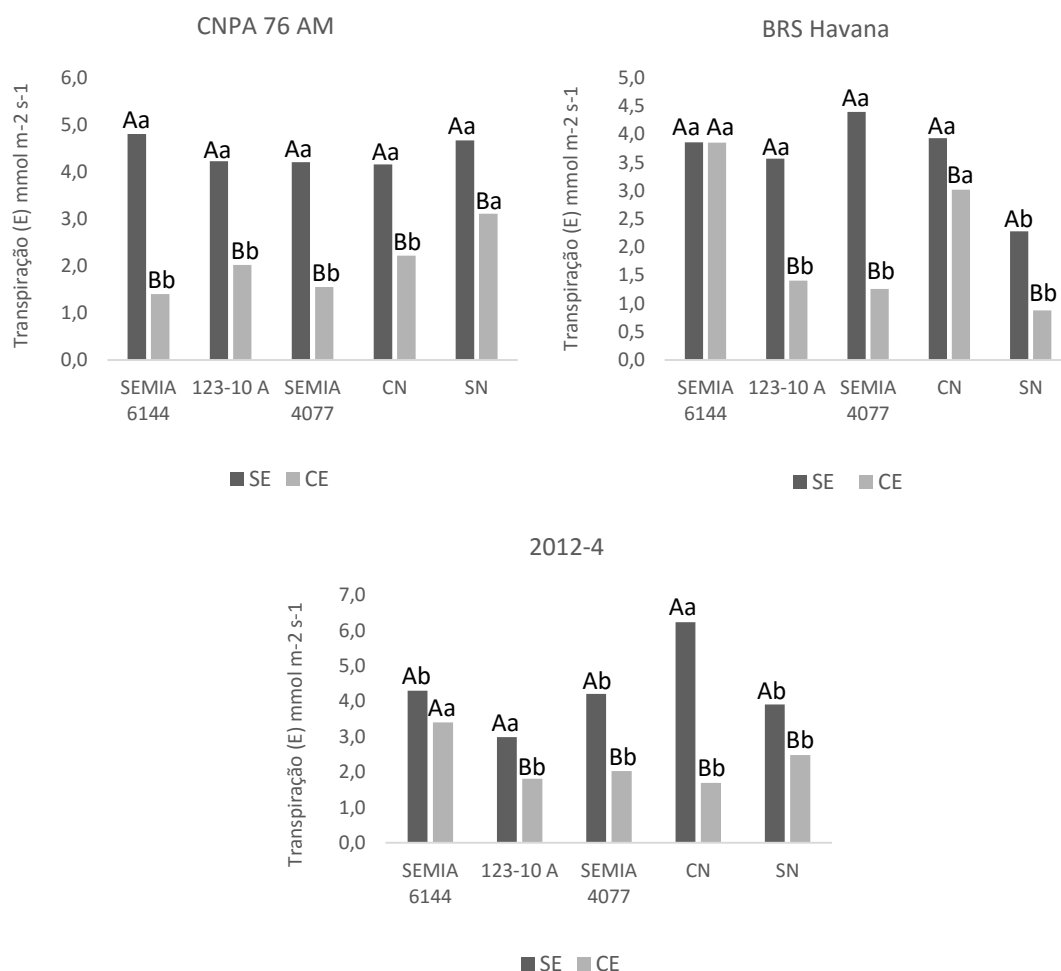 CNPA 76 AM
Transpiração (E) mmol m-2 s-1
6,0
5,0
4,0
3,0
2,0
1,0
0,0
Aa
Bb
Aa
Bb
Aa
Bb
Aa
Bb
Aa
Ba
SEMIA 6144
123-10 A
SEMIA 4077
CN
SN
SE CE
BRS Havana
Transpiração (E) mmol m-2 s-1
5,0
4,5
4,0
3,5
3,0
2,5
2,0
1,5
1,0
0,5
0,0
Aa Aa
Aa
Bb
Aa
Bb
Aa
Ba
Ab
Bb
SEMIA 6144
123-10 A
SEMIA 4077
CN
SN
SE CE
2012-4
Transpiração (E) mmol m-2 s-1
7,0
6,0
5,0
4,0
3,0
2,0
1,0
0,0
Ab
Aa
Aa
Bb
Ab
Bb
Aa
Bb
Ab
Bb
SEMIA 6144
123-10 A
SEMIA 4077
CN
SN
SE CE